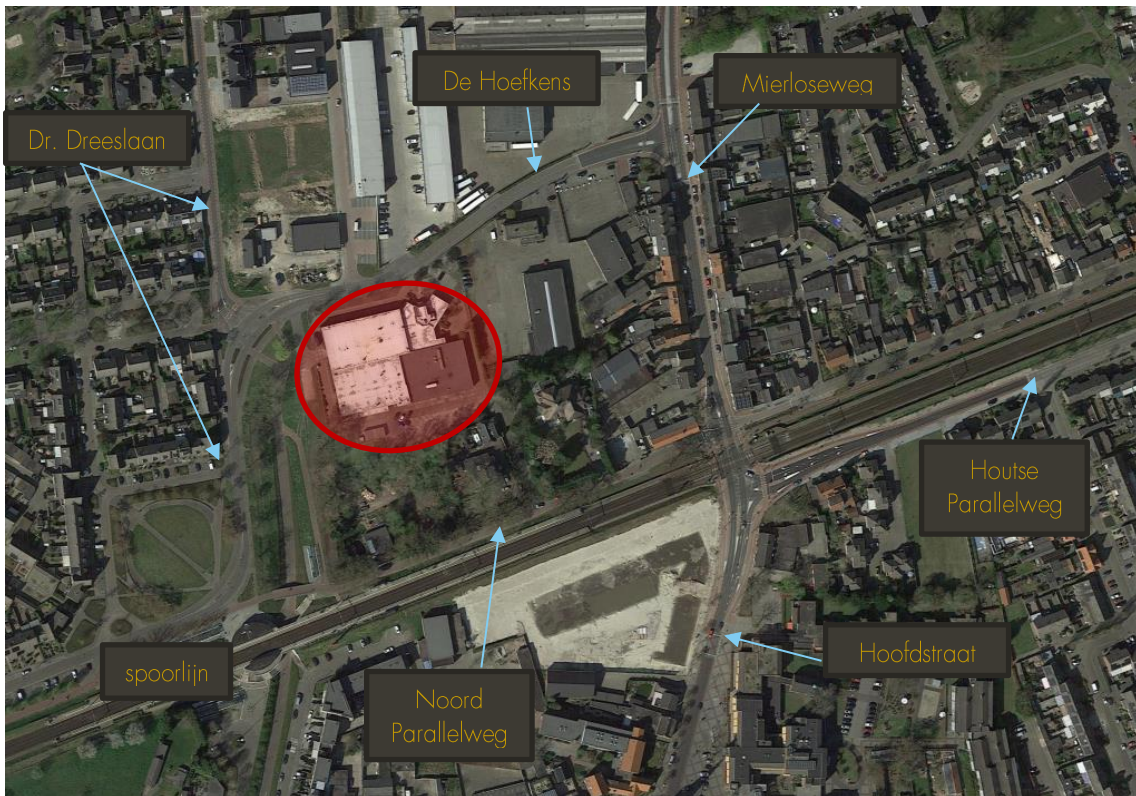 De Hoefkens
Mierloseweg
Dr. Dreeslaan
Houtse
Parallelweg
Hoofdstraat
spoorlijn
Noord
Parallelweg